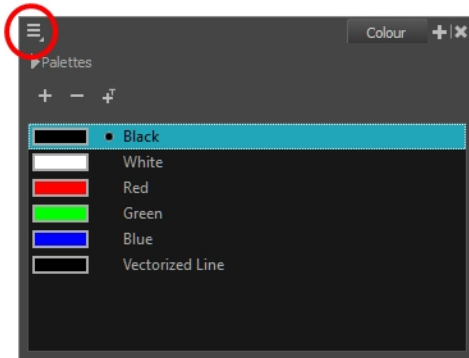 Colour
Palettes
Black
White
Red
Green
Blue
Vectorized Line